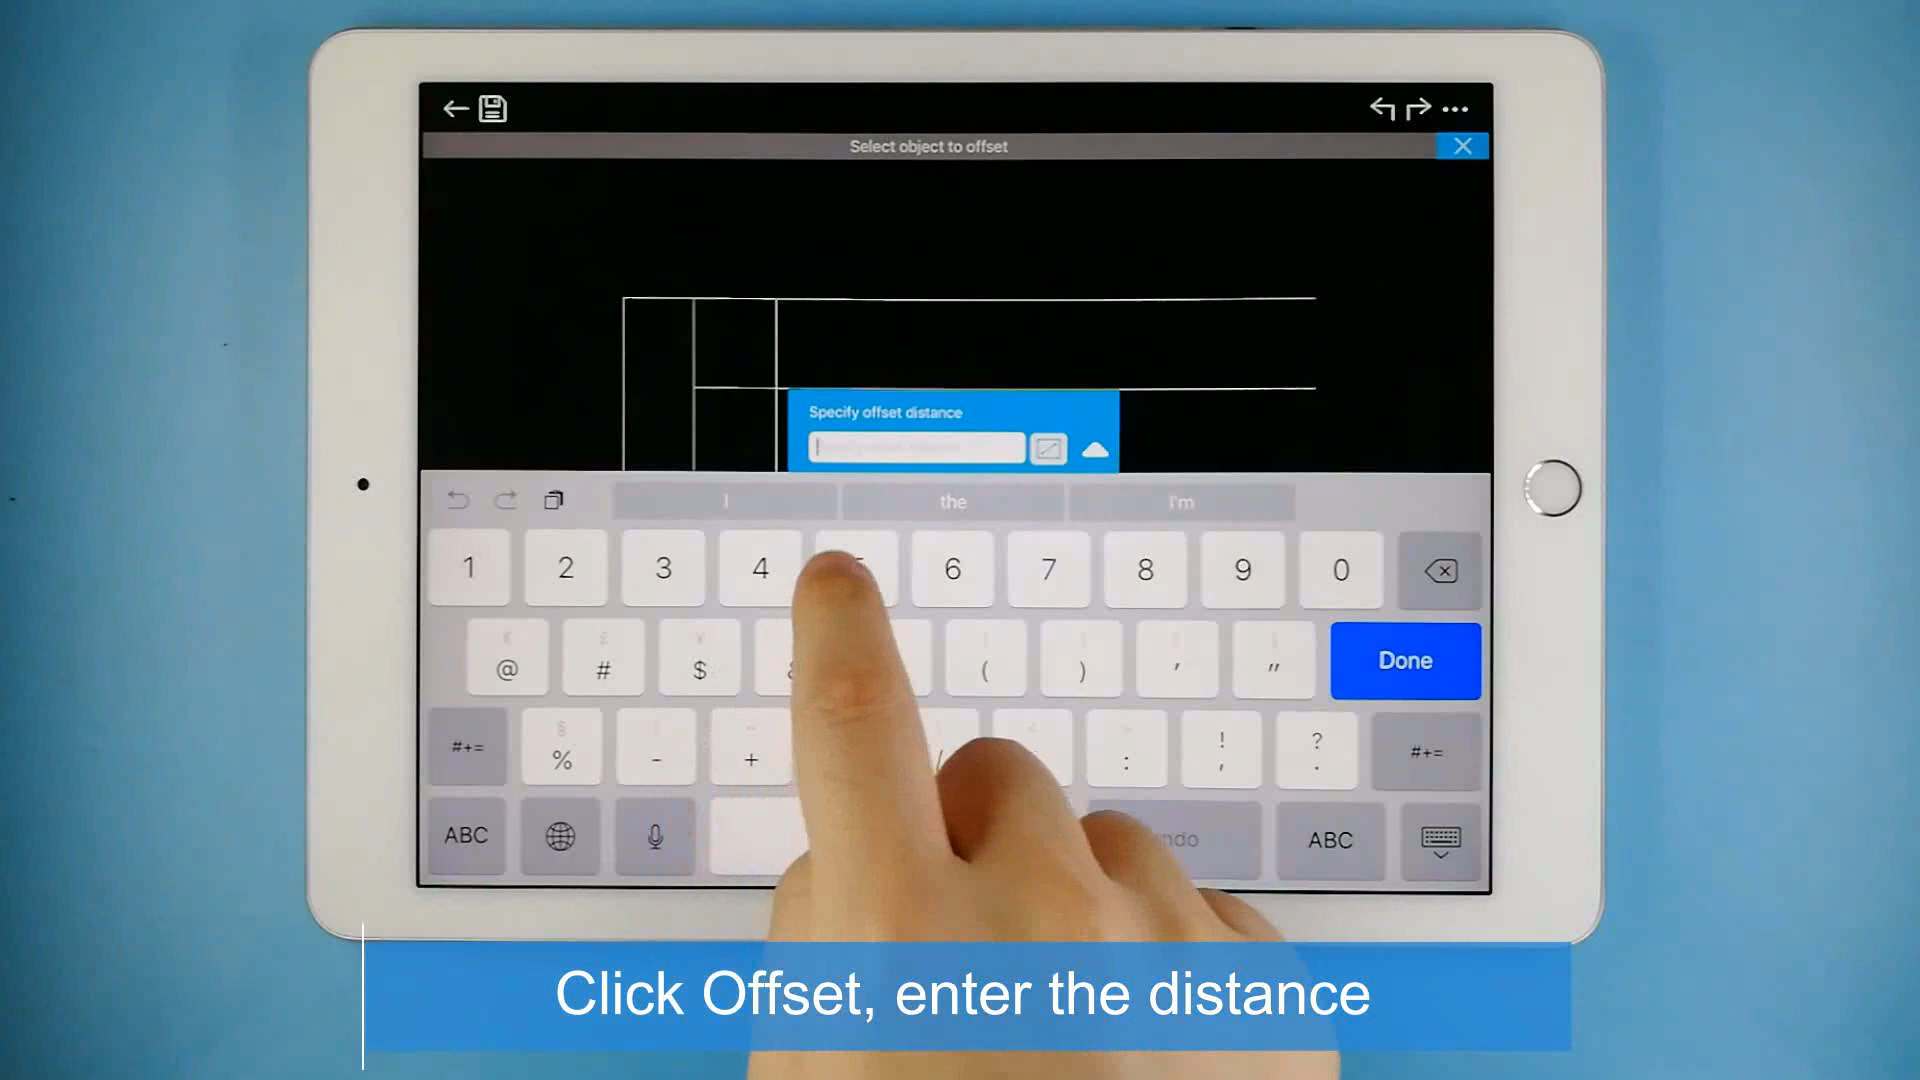 Select object to offset
Specify offset distance
I the I'm
1 2 3 4 5 6 7 8 9 0
@ # $ ( ) ' " Done
#+= % - + / : ! , ? . #+=
ABC ABC
Click Offset, enter the distance